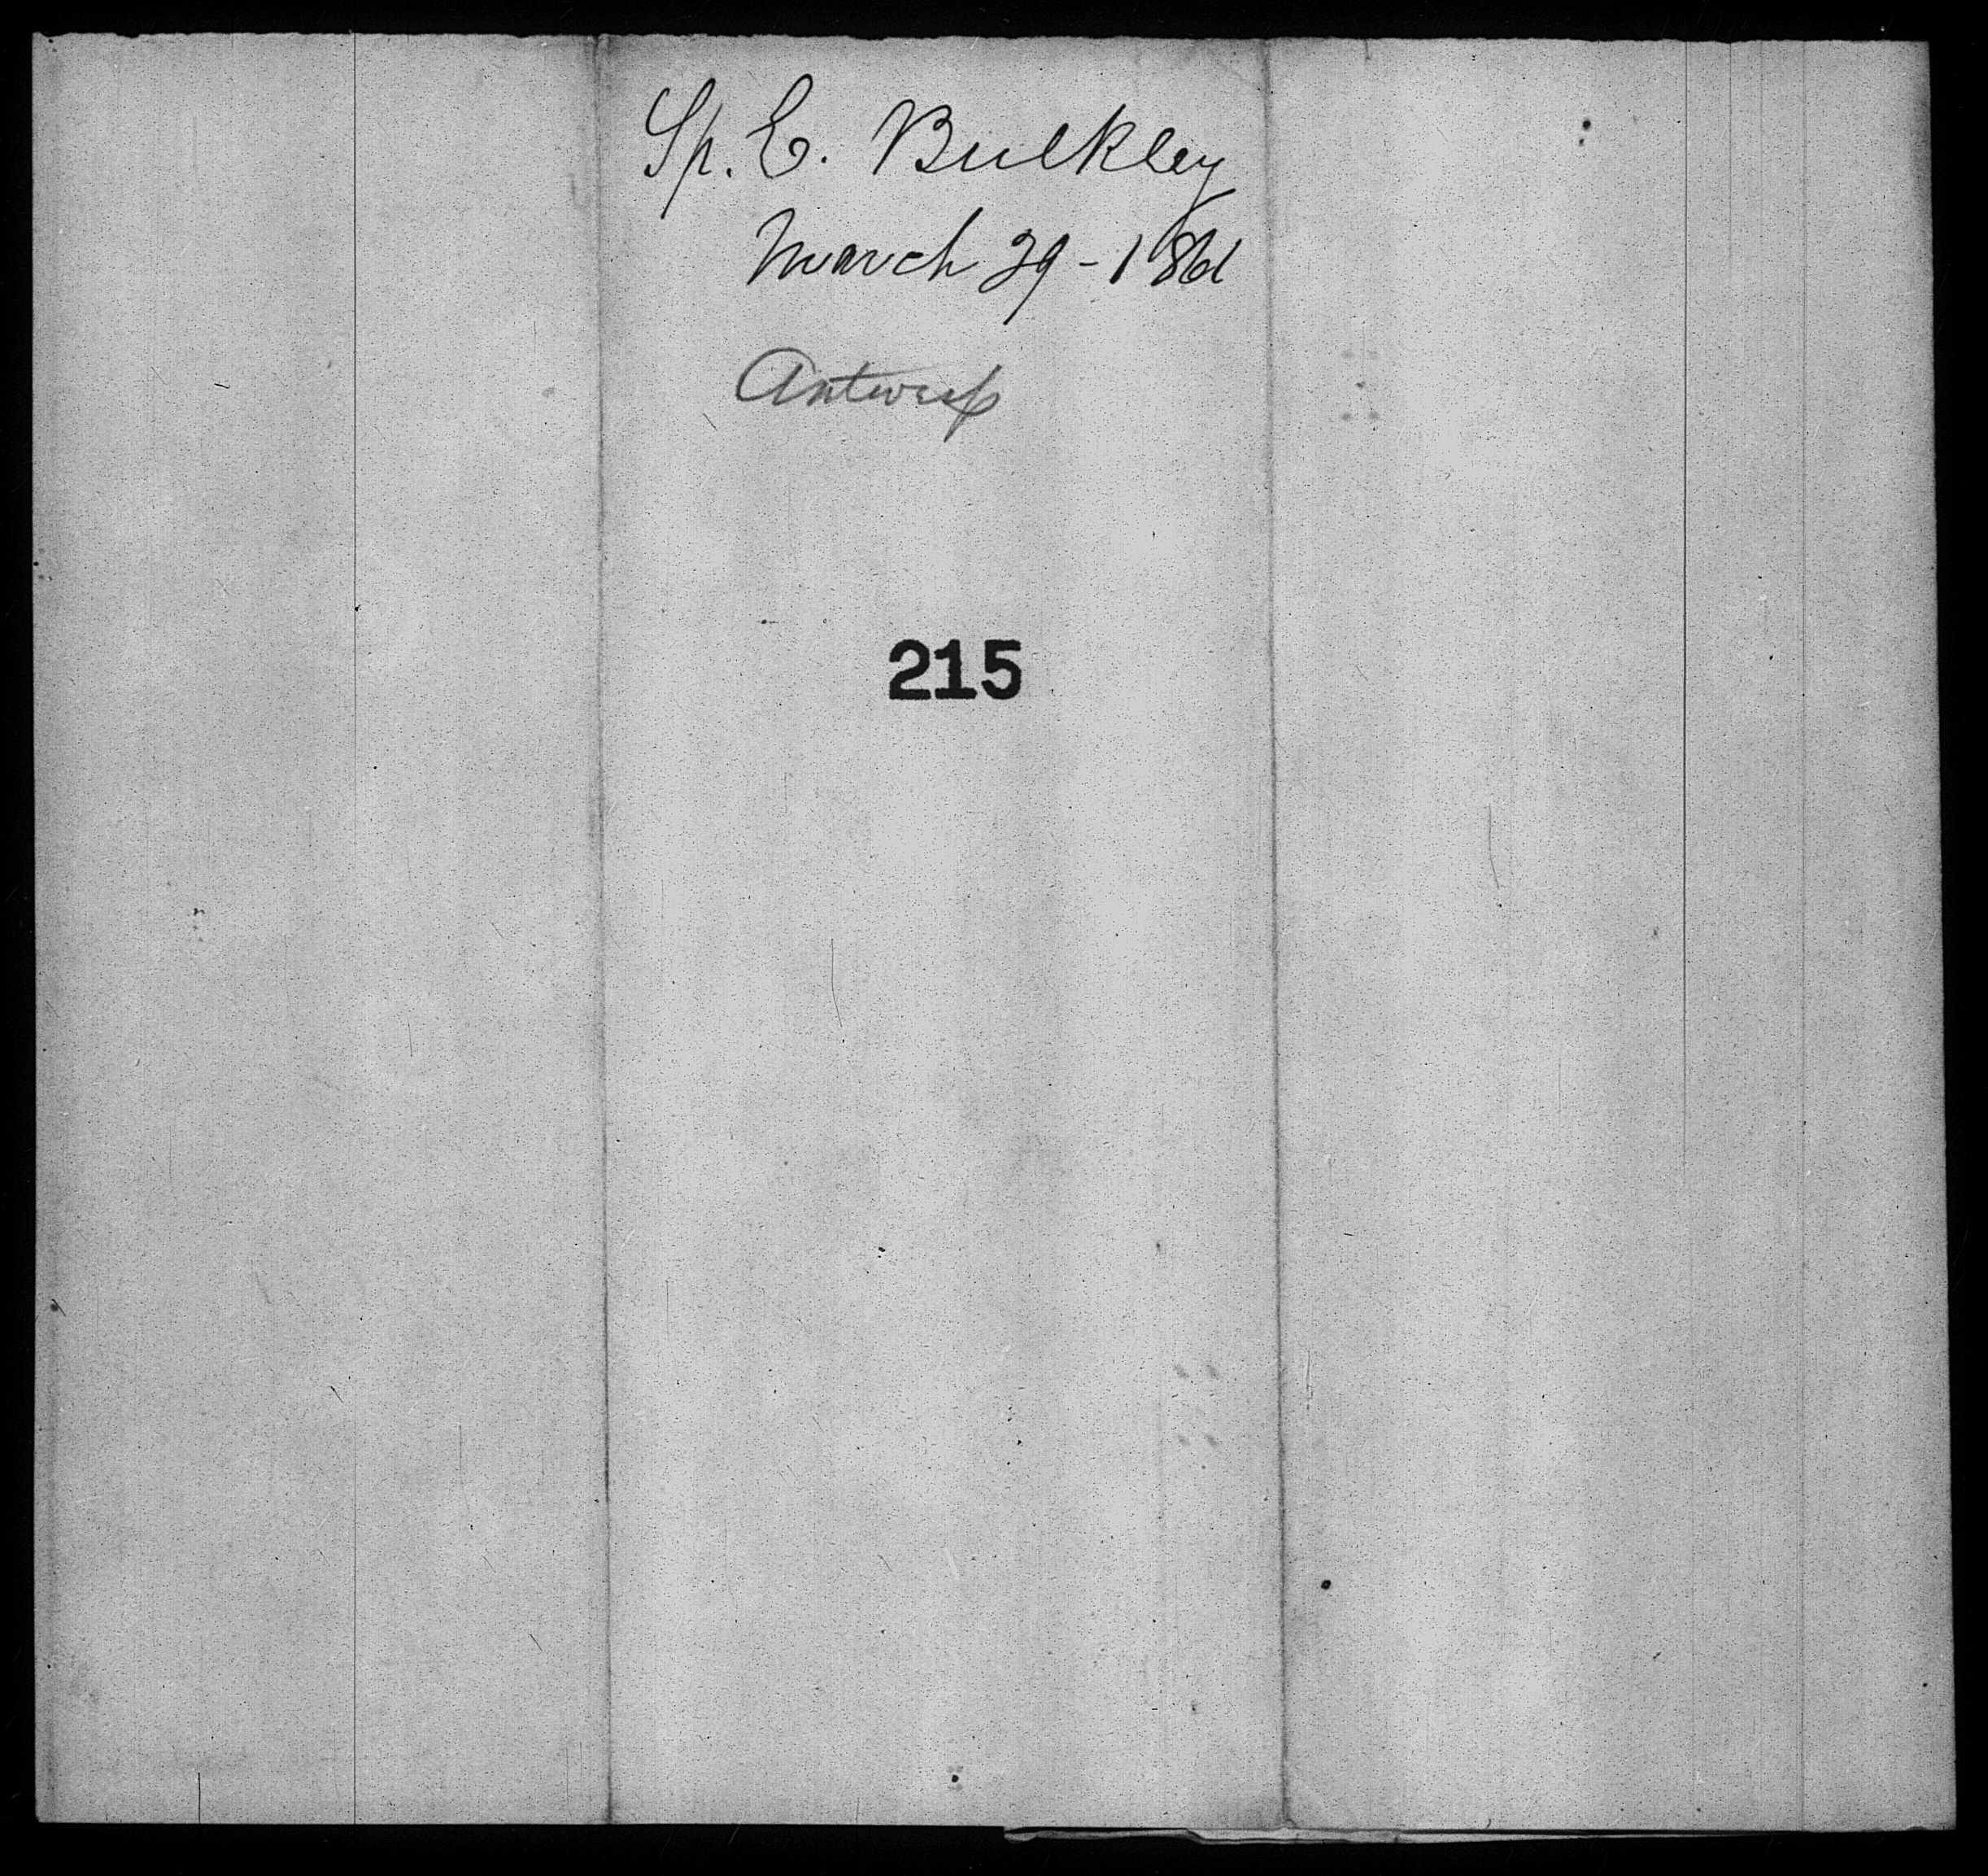 Sp. E. Bulkley
March 29 - 1861
Antwerp
215